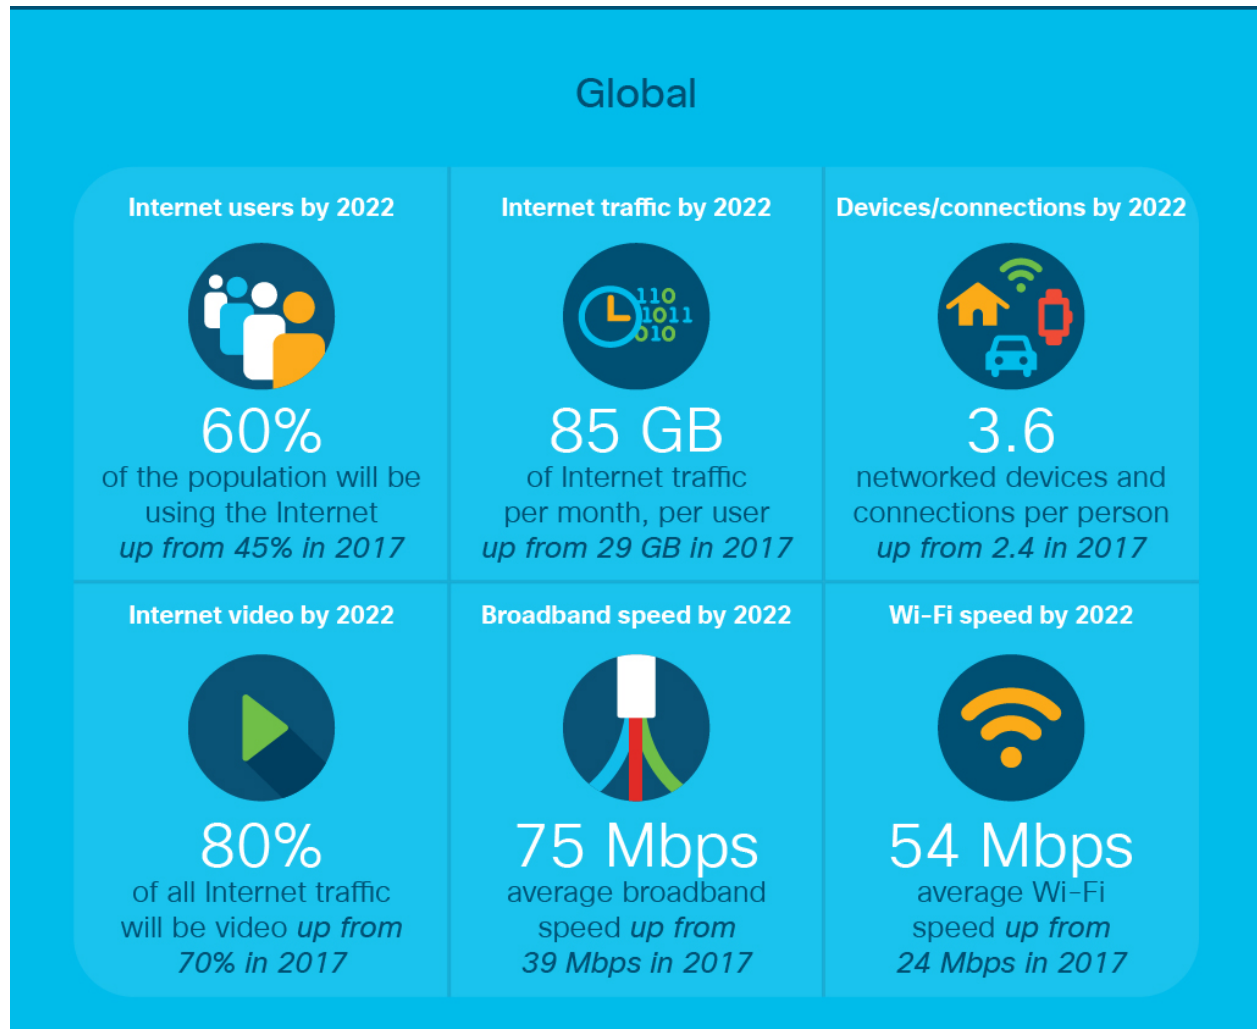 Global
Internet users by 2022
60%
of the population will be
using the Internet
up from 45% in 2017
Internet traffic by 2022
110
1011
010
85 GB
of Internet traffic
per month, per user
up from 29 GB in 2017
Devices/connections by 2022
3.6
networked devices and
connections per person
up from 2.4 in 2017
Internet video by 2022
80%
of all Internet traffic
will be video up from
70% in 2017
Broadband speed by 2022
75 Mbps
average broadband
speed up from
39 Mbps in 2017
Wi-Fi speed by 2022
54 Mbps
average Wi-Fi
speed up from
24 Mbps in 2017